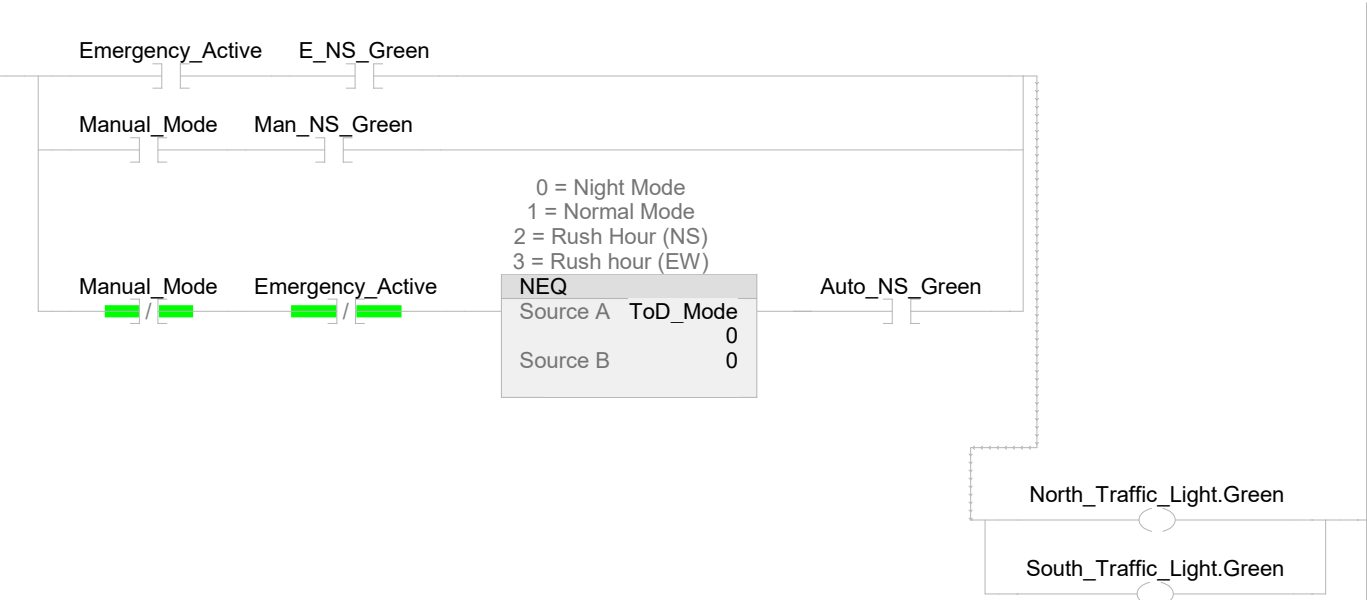 Emergency_Active E_NS_Green
Manual_Mode Man_NS_Green
0 = Night Mode
1 = Normal Mode
2 = Rush Hour (NS)
3 = Rush hour (EW)
Manual_Mode Emergency_Active NEQ Auto_NS_Green
/ / Source A ToD_Mode
0
Source B 0
North_Traffic_Light.Green
South_Traffic_Light.Green